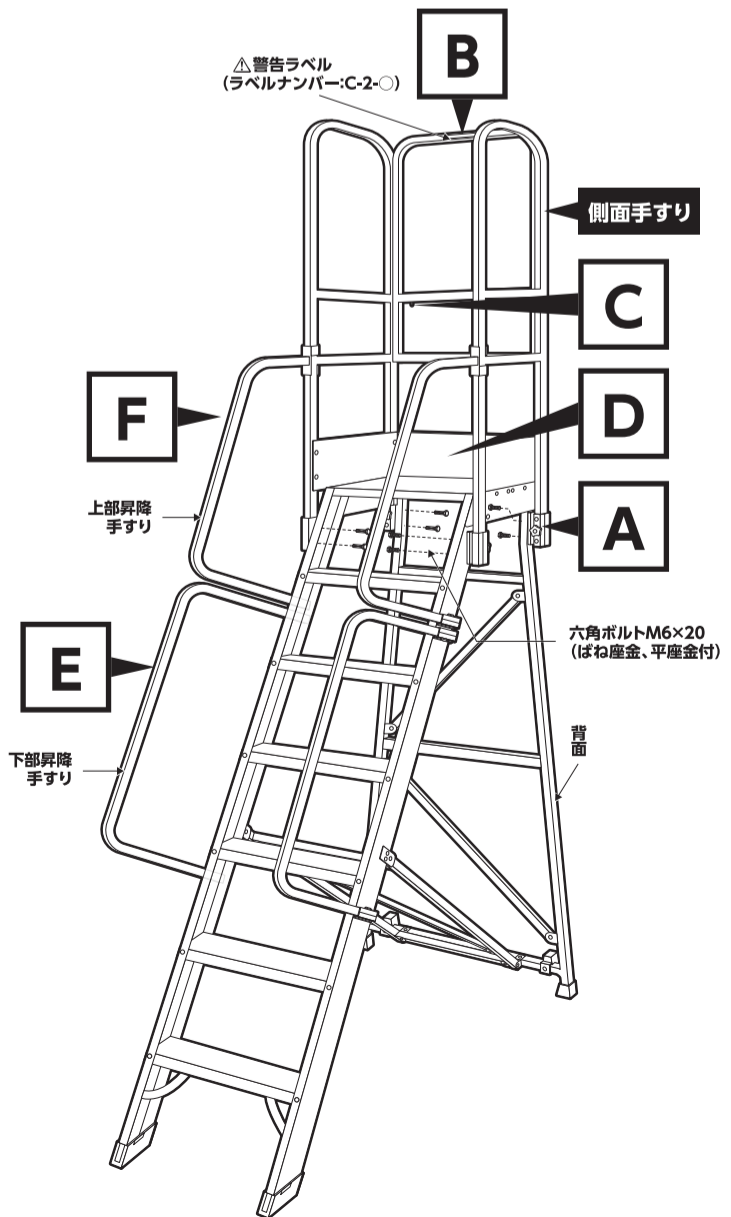 ⚠警告ラベル
(ラベルナンバー:C-2-○)
B
側面手すり
C
F
D
上部昇降
手すり
A
六角ボルトM6×20
(ばね座金、平座金付)
E
背面
下部昇降
手すり